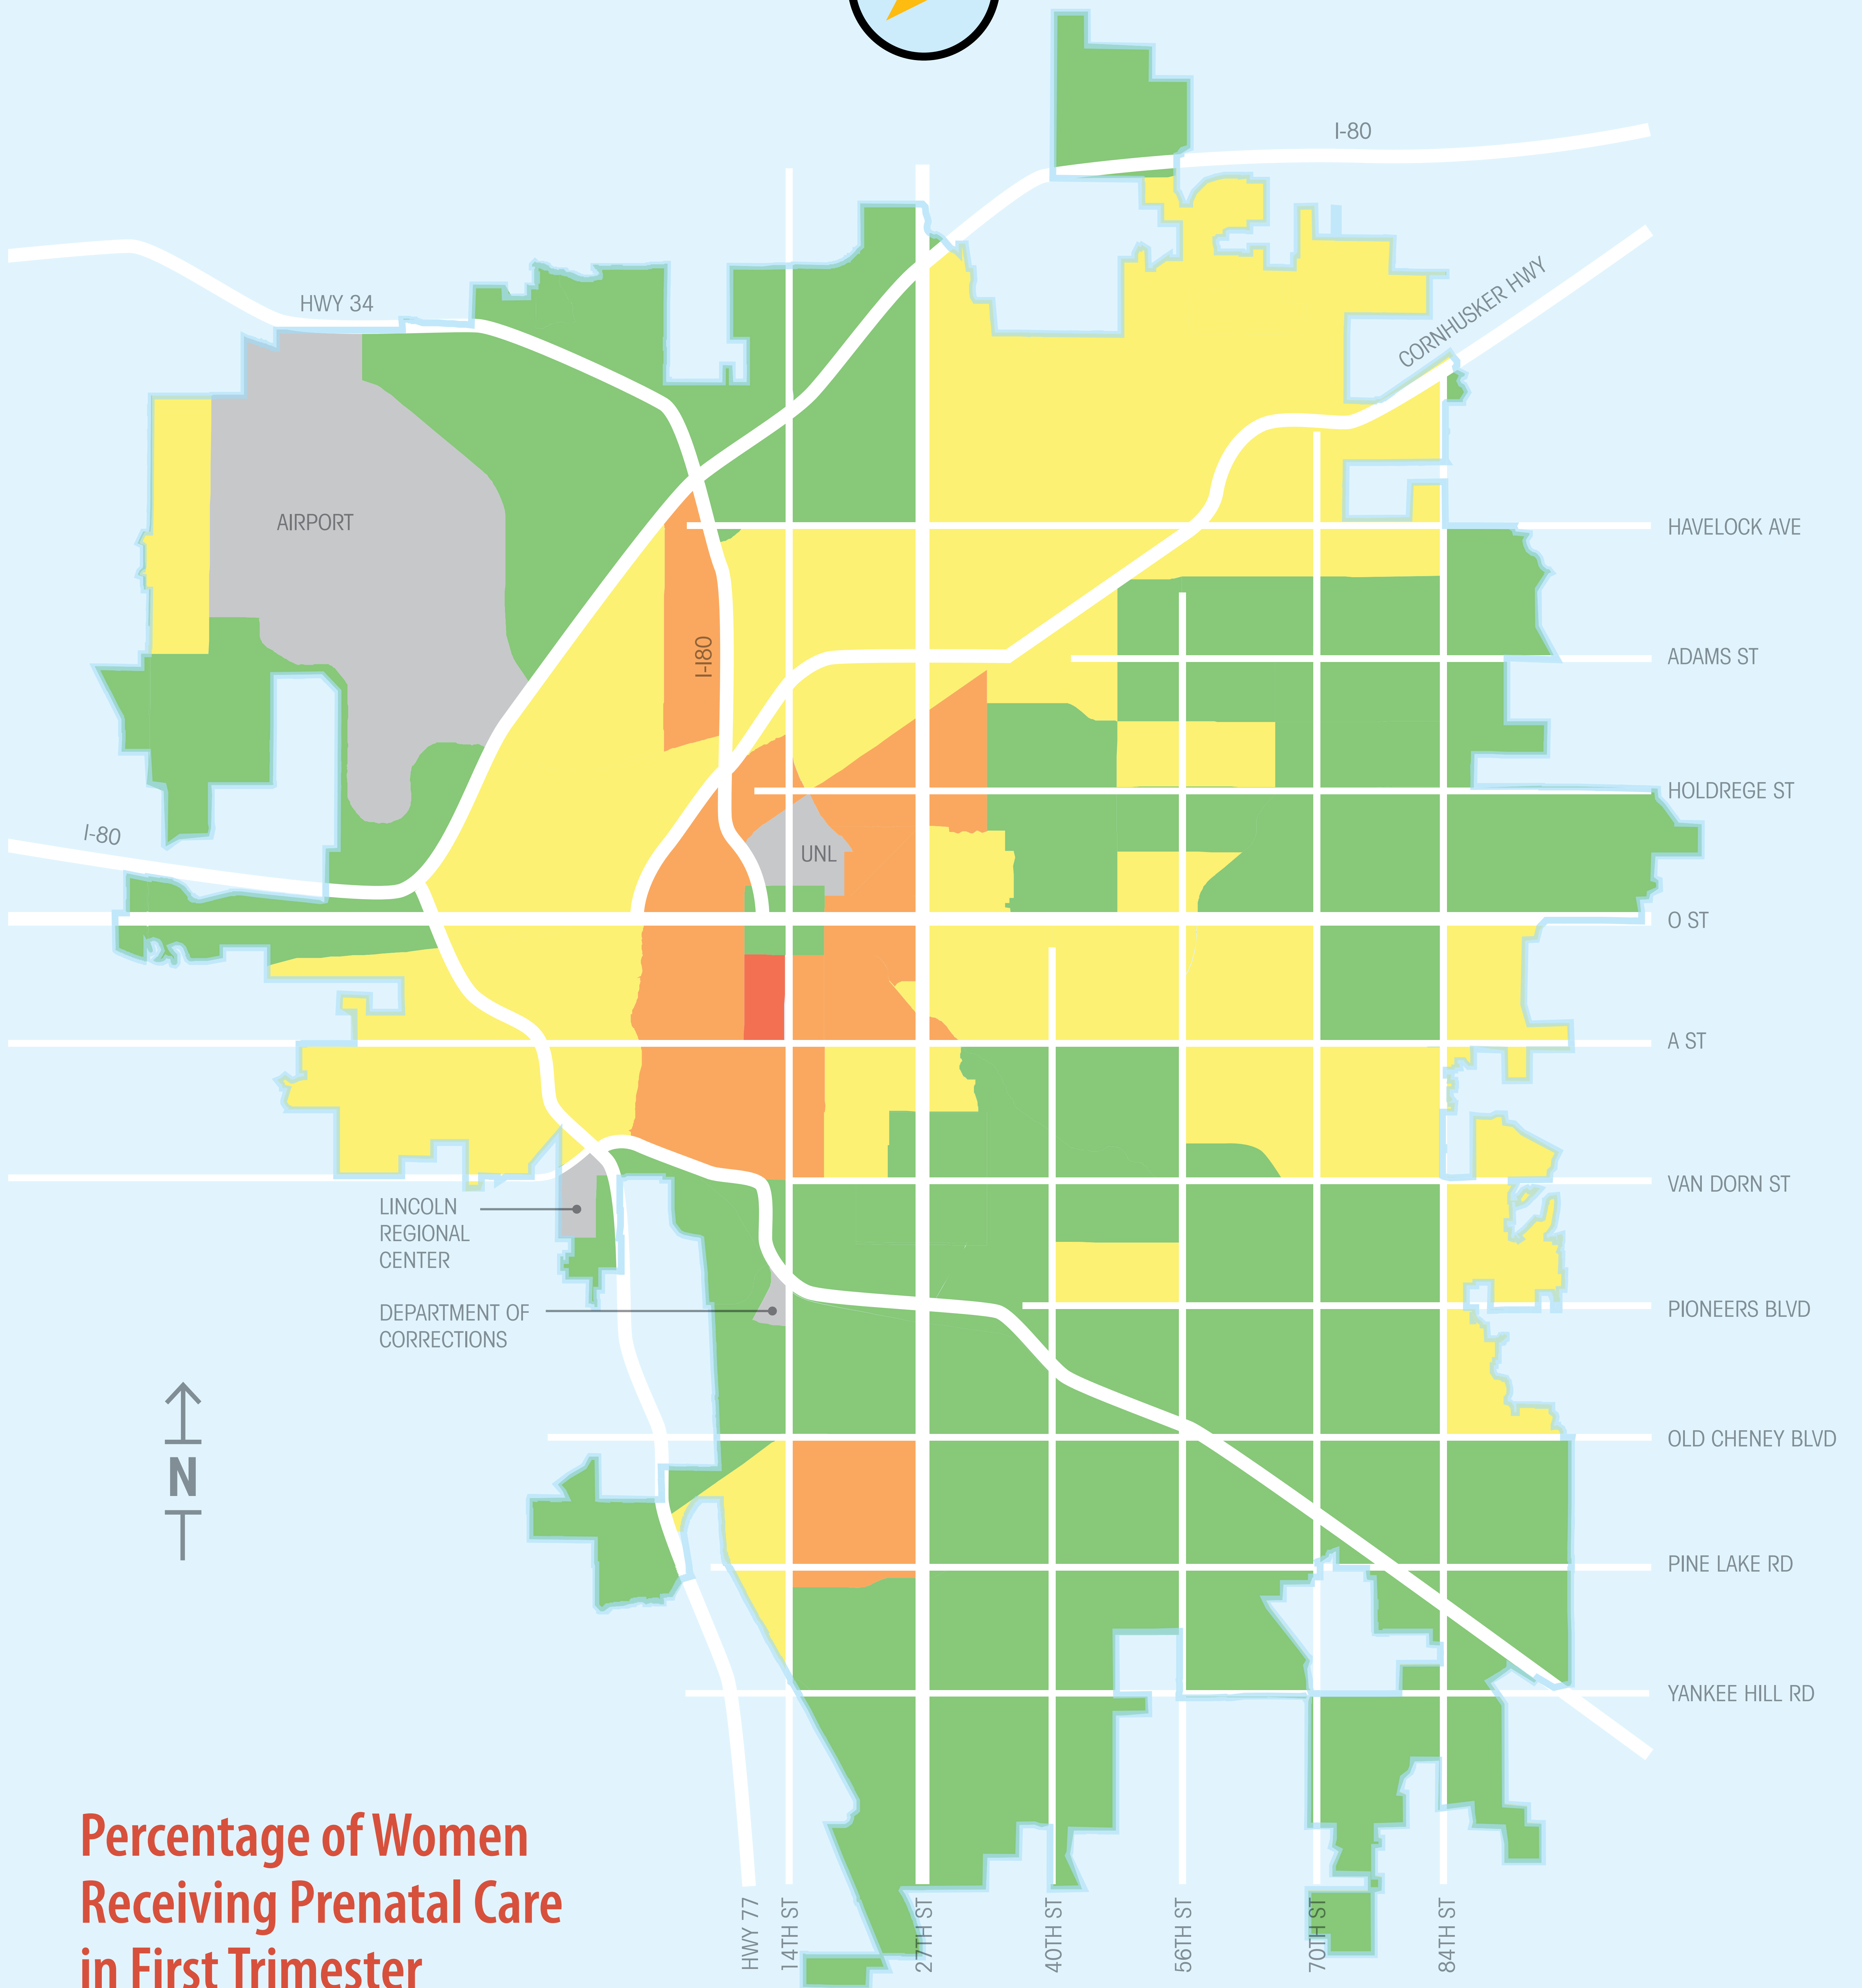 I-80
CORNHUSKER HWY
HWY 34
AIRPORT
HAVELOCK AVE
I-180
ADAMS ST
HOLDREGE ST
I-80
UNL
O ST
A ST
VAN DORN ST
LINCOLN
REGIONAL
CENTER
DEPARTMENT OF
CORRECTIONS
PIONEERS BLVD
OLD CHENEY BLVD
N
PINE LAKE RD
YANKEE HILL RD
Percentage of Women
Receiving Prenatal Care
in First Trimester
HWY 77
14TH ST
27TH ST
40TH ST
56TH ST
70TH ST
84TH ST